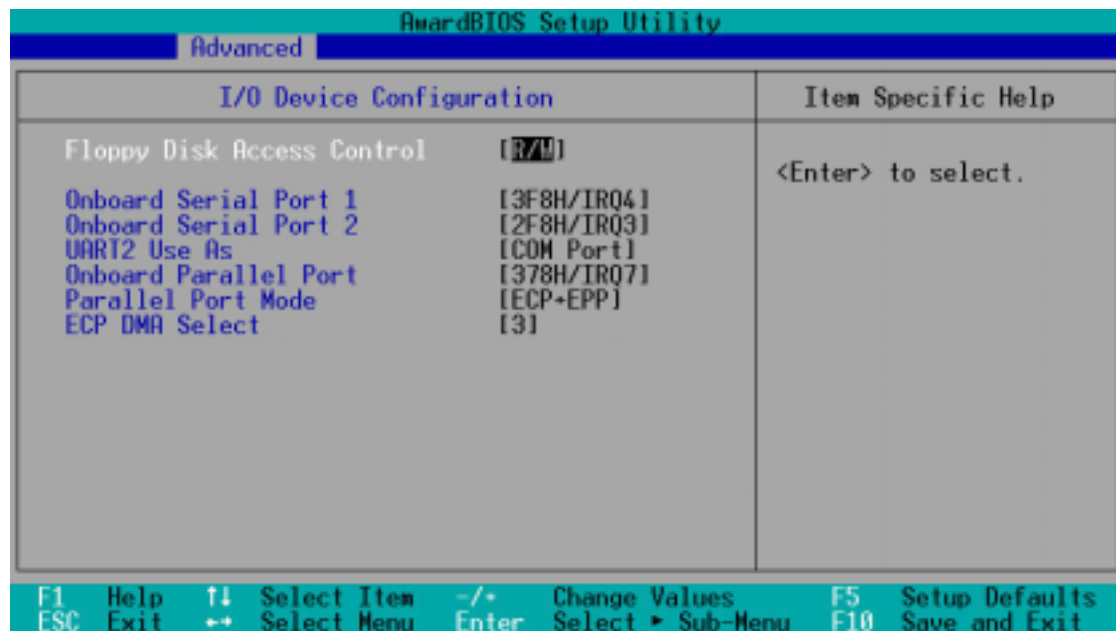 AwardBIOS Setup Utility
Advanced
I/O Device Configuration
Item Specific Help
Floppy Disk Access Control [R/W]
<Enter> to select.
Onboard Serial Port 1 [3F8H/IRQ4]
Onboard Serial Port 2 [2F8H/IRQ3]
UART2 Use As [COM Port]
Onboard Parallel Port [378H/IRQ7]
Parallel Port Mode [ECP+EPP]
ECP DMA Select [3]
F1 Help ↑↓ Select Item -/+ Change Values F5 Setup Defaults
ESC Exit ←→ Select Menu Enter Select ► Sub-Menu F10 Save and Exit